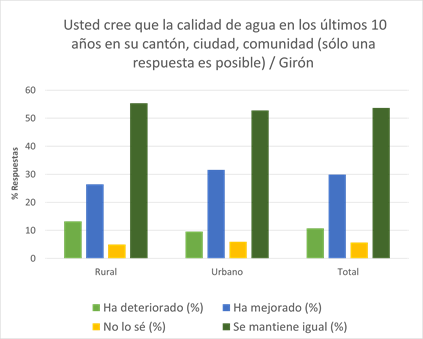 Usted cree que la calidad de agua en los últimos 10
años en su cantón, ciudad, comunidad (sólo una
respuesta es posible) / Girón
60
50
40
30
20
10
0
% Respuestas
Rural
Urbano
Total
Ha deteriorado (%)
Ha mejorado (%)
No lo sé (%)
Se mantiene igual (%)